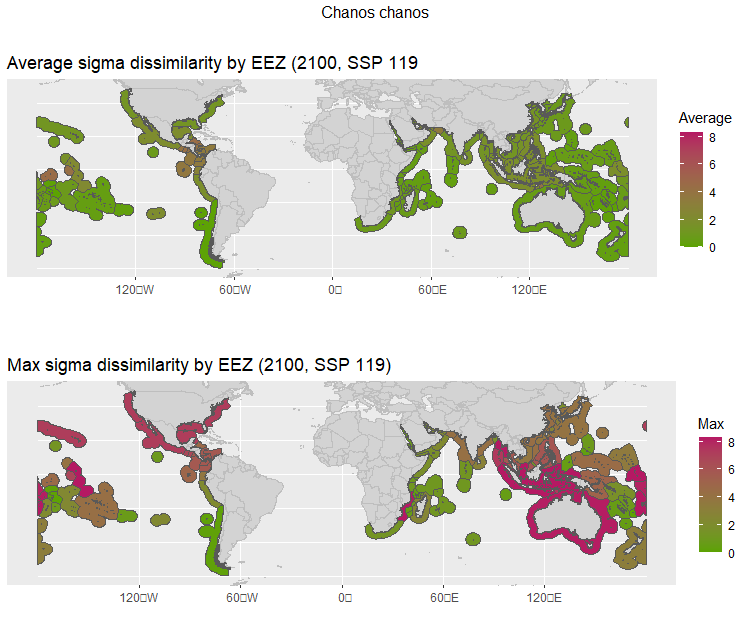 Chanos chanos
Average sigma dissimilarity by EEZ (2100, SSP 119
Average
8
6
4
2
0
120▯W 60▯W 0▯ 60▯E 120▯E
Max sigma dissimilarity by EEZ (2100, SSP 119)
Max
8
6
4
2
0
120▯W 60▯W 0▯ 60▯E 120▯E